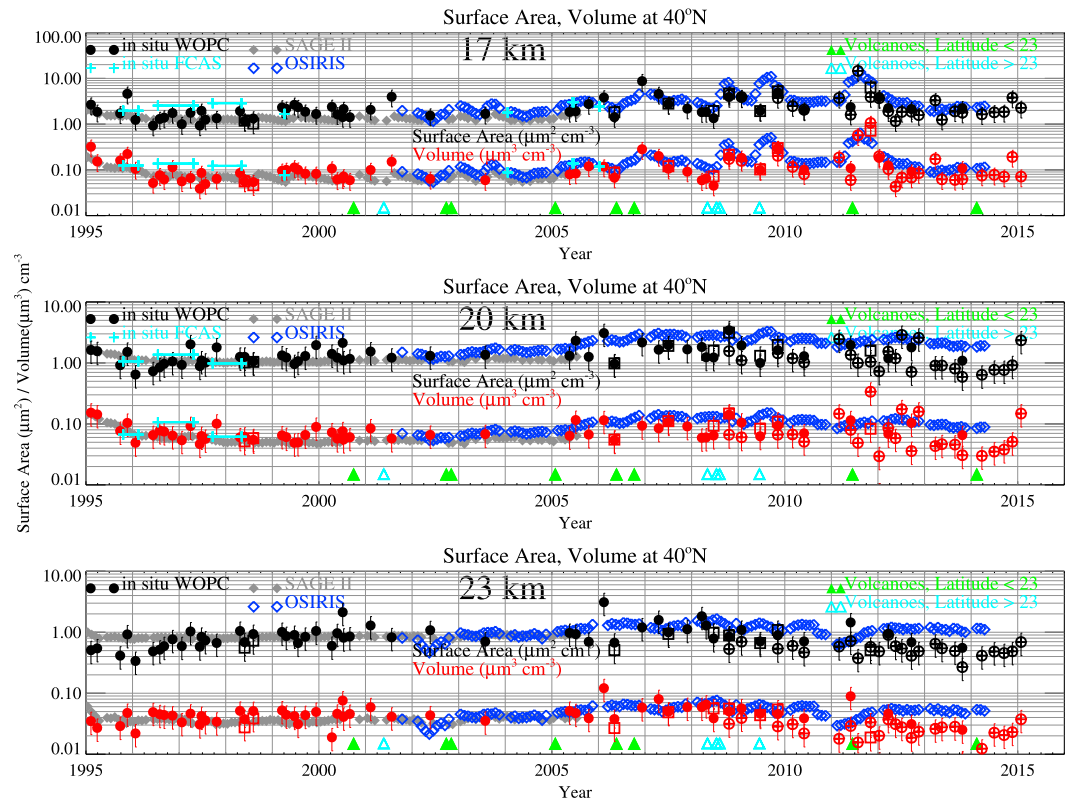 Surface Area, Volume at 40°N
100.00
10.00
1.00
0.10
0.01
in situ WOPC
in situ FCAS
SAGE II
OSIRIS
17 km
Volcanoes, Latitude < 23
Volcanoes, Latitude > 23
Surface Area (μm² cm⁻³)
Volume (μm³ cm⁻³)
1995 2000 2005 2010 2015
Year
Surface Area, Volume at 40°N
10.00
1.00
0.10
0.01
in situ WOPC
in situ FCAS
SAGE II
OSIRIS
20 km
Volcanoes, Latitude < 23
Volcanoes, Latitude > 23
Surface Area (μm² cm⁻³)
Volume (μm³ cm⁻³)
1995 2000 2005 2010 2015
Year
Surface Area (μm²) / Volume(μm³) cm⁻³
Surface Area, Volume at 40°N
10.00
1.00
0.10
0.01
in situ WOPC
SAGE II
OSIRIS
23 km
Volcanoes, Latitude < 23
Volcanoes, Latitude > 23
Surface Area (μm² cm⁻³)
Volume (μm³ cm⁻³)
1995 2000 2005 2010 2015
Year